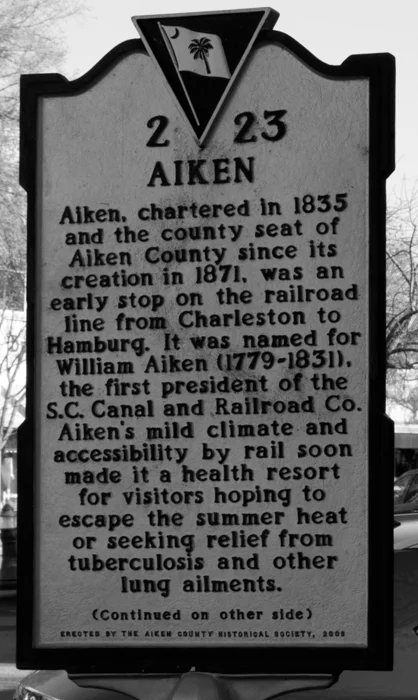 2 23
AIKEN
Aiken, chartered in 1835
and the county seat of
Aiken County since its
creation in 1871, was an
early stop on the railroad
line from Charleston to
Hamburg. It was named for
William Aiken (1779-1831),
the first president of the
S.C. Canal and Railroad Co.
Aiken's mild climate and
accessibility by rail soon
made it a health resort
for visitors hoping to
escape the summer heat
or seeking relief from
tuberculosis and other
lung ailments.
(Continued on other side)
ERECTED BY THE AIKEN COUNTY HISTORICAL SOCIETY,